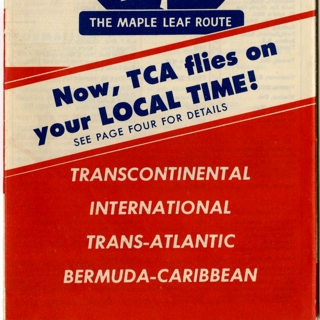 THE MAPLE LEAF ROUTE
Now, TCA flies on
your LOCAL TIME!
SEE PAGE FOUR FOR DETAILS
TRANSCONTINENTAL
INTERNATIONAL
TRANS-ATLANTIC
BERMUDA-CARIBBEAN